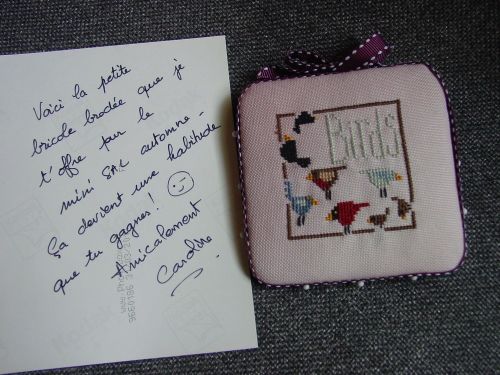 Voici la petite
bricole brodée que je
t'offre pour le
mini SAL automne -
Ça devient une habitude
que tu gagnes!
Amicalement
Caroline
Birds